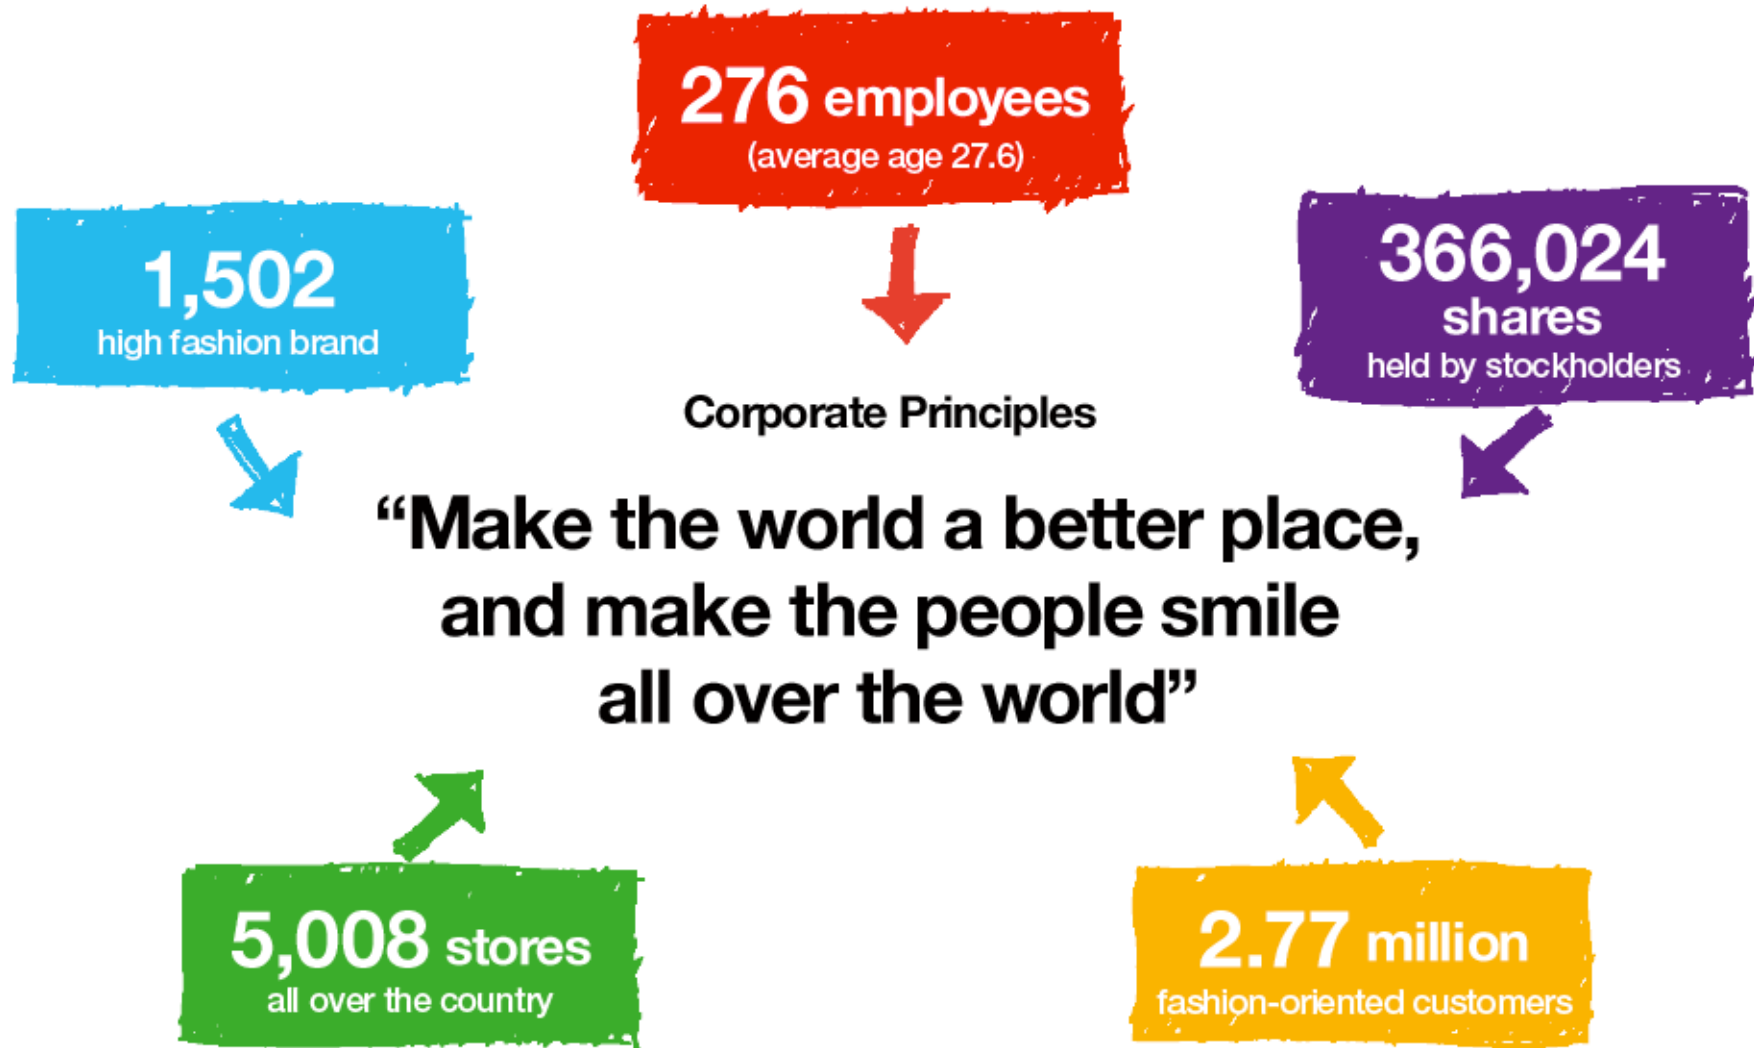 276 employees
(average age 27.6)
1,502
high fashion brand
366,024
shares
held by stockholders
Corporate Principles
“Make the world a better place,
and make the people smile
all over the world”
5,008 stores
all over the country
2.77 million
fashion-oriented customers